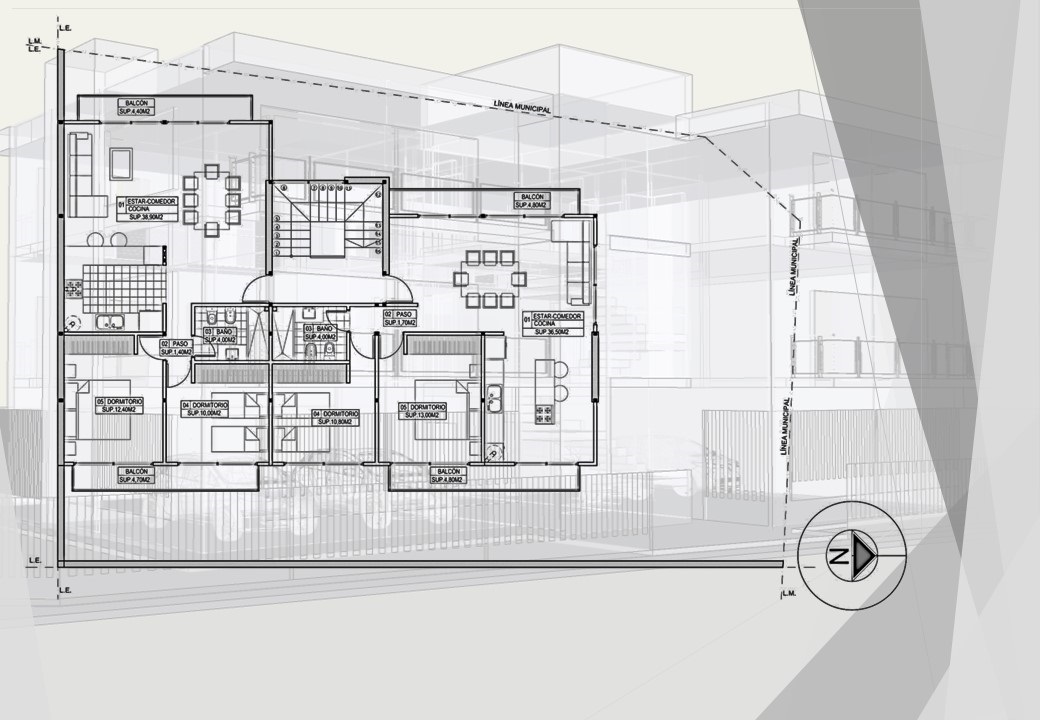 L.E.
L.M.
L.E.
BALCÓN
SUP.4,40M2
LÍNEA MUNICIPAL
01 ESTAR-COMEDOR
COCINA
SUP.38,90M2
BALCÓN
SUP.4,80M2
LÍNEA MUNICIPAL
01 ESTAR-COMEDOR
COCINA
SUP.36,50M2
02 PASO
SUP.1,70M2
03 BAÑO
SUP.4,00M2
03 BAÑO
SUP.4,00M2
02 PASO
SUP.1,40M2
05 DORMITORIO
SUP.12,40M2
04 DORMITORIO
SUP.10,00M2
04 DORMITORIO
SUP.10,80M2
05 DORMITORIO
SUP.13,00M2
LÍNEA MUNICIPAL
BALCÓN
SUP.4,70M2
BALCÓN
SUP.4,80M2
N
L.E.
L.E.
L.M.